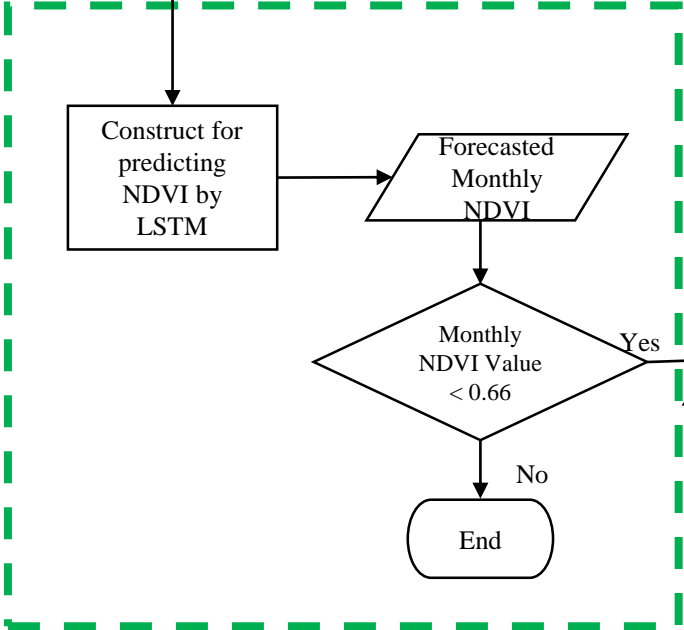 Construct for
predicting
NDVI by
LSTM
Forecasted
Monthly
NDVI
Monthly
NDVI Value
< 0.66
Yes
No
End